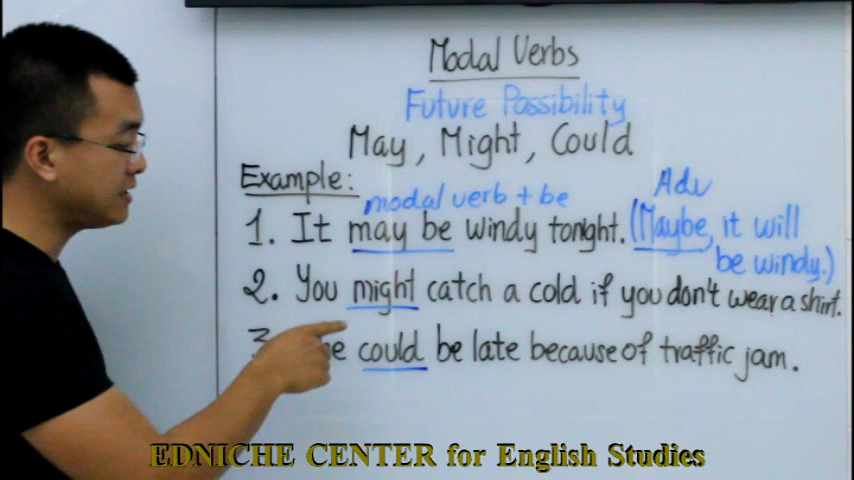 Modal Verbs
Future Possibility
May, Might, Could
Example:
modal verb + be
Adv
1. It may be windy tonight. (Maybe, it will
be windy.)
2. You might catch a cold if you don't wear a shirt.
3. could be late because of traffic jam.
EDNICHE CENTER for English Studies